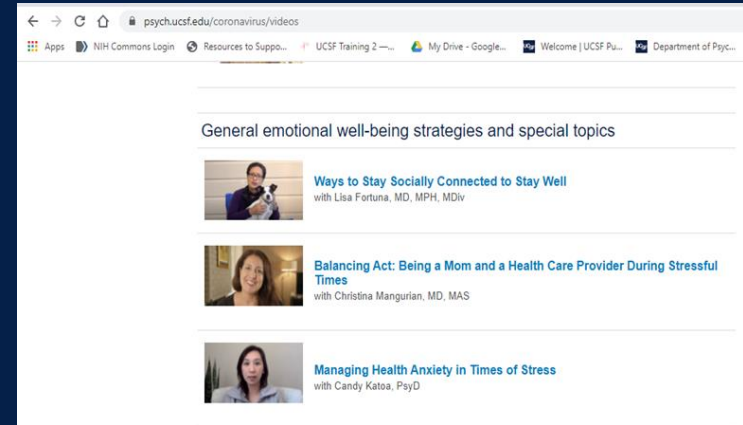 psych.ucsf.edu/coronavirus/videos
Apps NIH Commons Login Resources to Suppo... UCSF Training 2 —... My Drive - Google... Welcome | UCSF Pu... Department of Psyc...
General emotional well-being strategies and special topics
Ways to Stay Socially Connected to Stay Well
with Lisa Fortuna, MD, MPH, MDiv
Balancing Act: Being a Mom and a Health Care Provider During Stressful
Times
with Christina Mangurian, MD, MAS
Managing Health Anxiety in Times of Stress
with Candy Katoa, PsyD